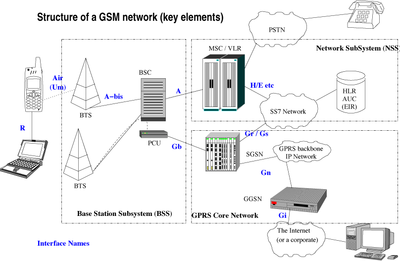 Structure of a GSM network (key elements)
PSTN
MSC / VLR
Network SubSystem (NSS)
BSC
Air
(Um)
A-bis
A
H/E etc
HLR
AUC
(EIR)
SS7 Network
BTS
R
PCU
Gb
Gr / Gs
SGSN
GPRS backbone
IP Network
Gn
BTS
GGSN
Base Station Subsystem (BSS)
GPRS Core Network
Gi
The Internet
(or a corporate)
Interface Names